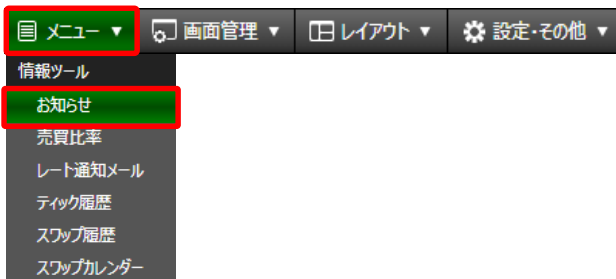 メニュー ▼ 画面管理 ▼ レイアウト ▼ 設定・その他 ▼
情報ツール
お知らせ
売買比率
レート通知メール
ティック履歴
スワップ履歴
スワップカレンダー